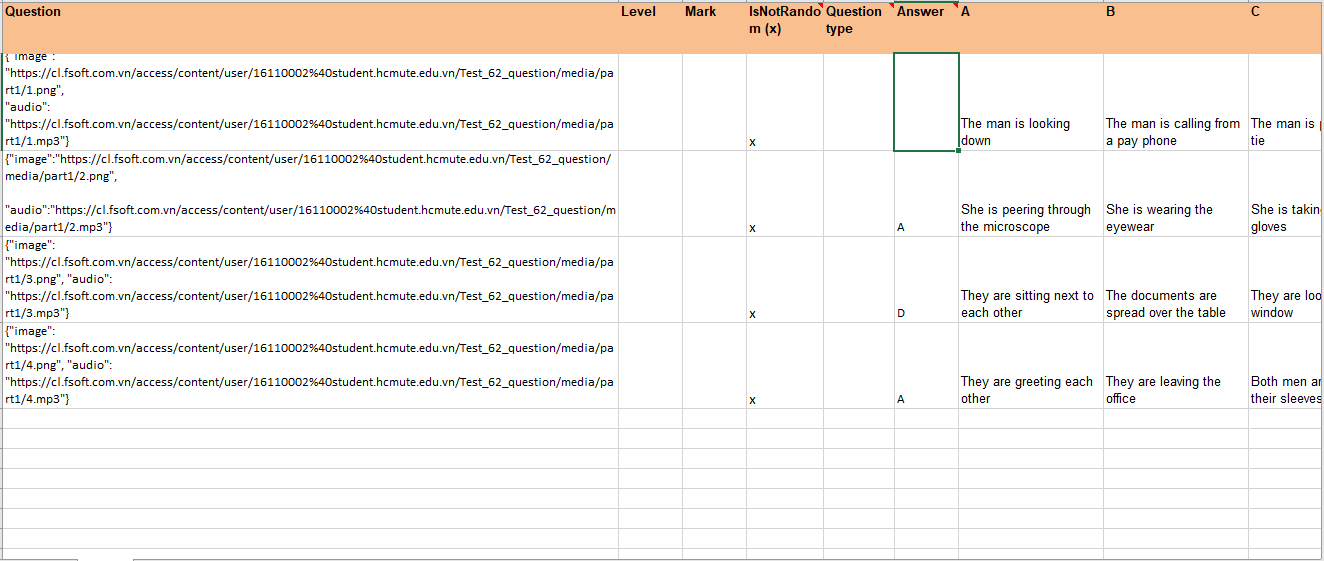 Question Level Mark IsNotRando Question Answer A B C
m (x) type
{"image":
"https://cl.fsoft.com.vn/access/content/user/16110002%40student.hcmute.edu.vn/Test_62_question/media/pa
rt1/1.png",
"audio":
"https://cl.fsoft.com.vn/access/content/user/16110002%40student.hcmute.edu.vn/Test_62_question/media/pa The man is looking The man is calling from The man is
rt1/1.mp3"} x down a pay phone tie
{"image":"https://cl.fsoft.com.vn/access/content/user/16110002%40student.hcmute.edu.vn/Test_62_question/
media/part1/2.png",
"audio":"https://cl.fsoft.com.vn/access/content/user/16110002%40student.hcmute.edu.vn/Test_62_question/m She is peering through She is wearing the She is takin
edia/part1/2.mp3"} x A the microscope eyewear gloves
{"image":
"https://cl.fsoft.com.vn/access/content/user/16110002%40student.hcmute.edu.vn/Test_62_question/media/pa
rt1/3.png", "audio":
"https://cl.fsoft.com.vn/access/content/user/16110002%40student.hcmute.edu.vn/Test_62_question/media/pa They are sitting next to The documents are They are loo
rt1/3.mp3"} x D each other spread over the table window
{"image":
"https://cl.fsoft.com.vn/access/content/user/16110002%40student.hcmute.edu.vn/Test_62_question/media/pa
rt1/4.png", "audio":
"https://cl.fsoft.com.vn/access/content/user/16110002%40student.hcmute.edu.vn/Test_62_question/media/pa They are greeting each They are leaving the Both men ar
rt1/4.mp3"} x A other office their sleeves